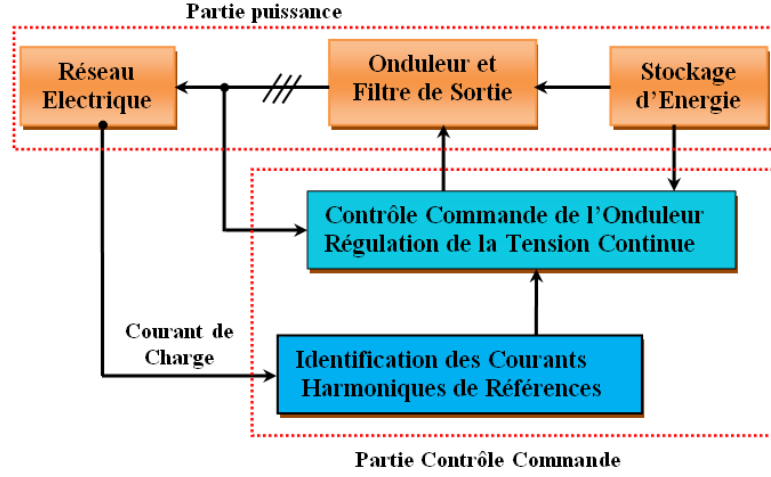 Partie puissance
Réseau
Electrique
Onduleur et
Filtre de Sortie
Stockage
d'Energie
Contrôle Commande de l'Onduleur
Régulation de la Tension Continue
Courant de
Charge
Identification des Courants
Harmoniques de Références
Partie Contrôle Commande